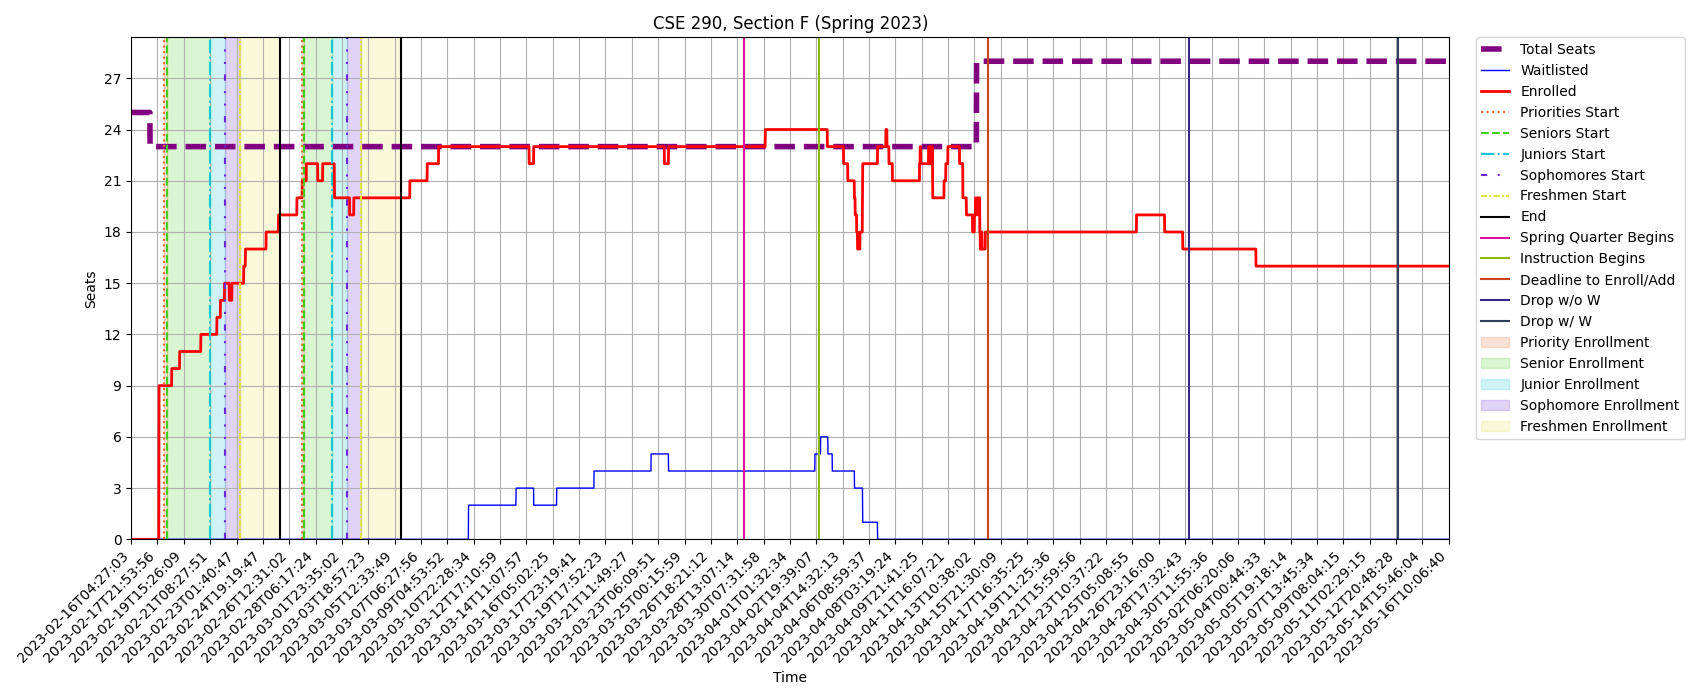 CSE 290, Section F (Spring 2023)
Seats
27
24
21
18
15
12
9
6
3
0
2023-02-16T04:27:03
2023-02-17T21:53:56
2023-02-19T15:26:09
2023-02-21T08:27:51
2023-02-23T01:40:47
2023-02-24T19:19:47
2023-02-26T12:31:02
2023-02-28T06:17:24
2023-03-01T23:35:02
2023-03-03T18:57:23
2023-03-05T12:33:49
2023-03-07T06:27:56
2023-03-09T04:53:52
2023-03-10T22:28:34
2023-03-12T17:10:59
2023-03-14T11:07:57
2023-03-16T05:02:25
2023-03-17T23:19:41
2023-03-19T17:52:23
2023-03-21T11:49:27
2023-03-23T06:09:51
2023-03-25T00:15:59
2023-03-26T18:21:12
2023-03-28T13:07:14
2023-03-30T07:31:58
2023-04-01T01:32:34
2023-04-02T19:39:07
2023-04-04T14:32:13
2023-04-06T08:59:37
2023-04-08T03:19:24
2023-04-09T21:41:25
2023-04-11T16:07:21
2023-04-13T10:38:02
2023-04-15T21:30:09
2023-04-17T16:35:25
2023-04-19T11:25:36
2023-04-21T15:59:56
2023-04-23T10:37:22
2023-04-25T05:08:55
2023-04-26T23:16:00
2023-04-28T17:32:43
2023-04-30T11:55:36
2023-05-02T06:20:06
2023-05-04T00:44:33
2023-05-05T19:18:14
2023-05-07T13:45:34
2023-05-09T08:04:15
2023-05-11T02:29:15
2023-05-12T20:48:28
2023-05-14T15:46:04
2023-05-16T10:06:40
Time
Total Seats
Waitlisted
Enrolled
Priorities Start
Seniors Start
Juniors Start
Sophomores Start
Freshmen Start
End
Spring Quarter Begins
Instruction Begins
Deadline to Enroll/Add
Drop w/o W
Drop w/ W
Priority Enrollment
Senior Enrollment
Junior Enrollment
Sophomore Enrollment
Freshmen Enrollment